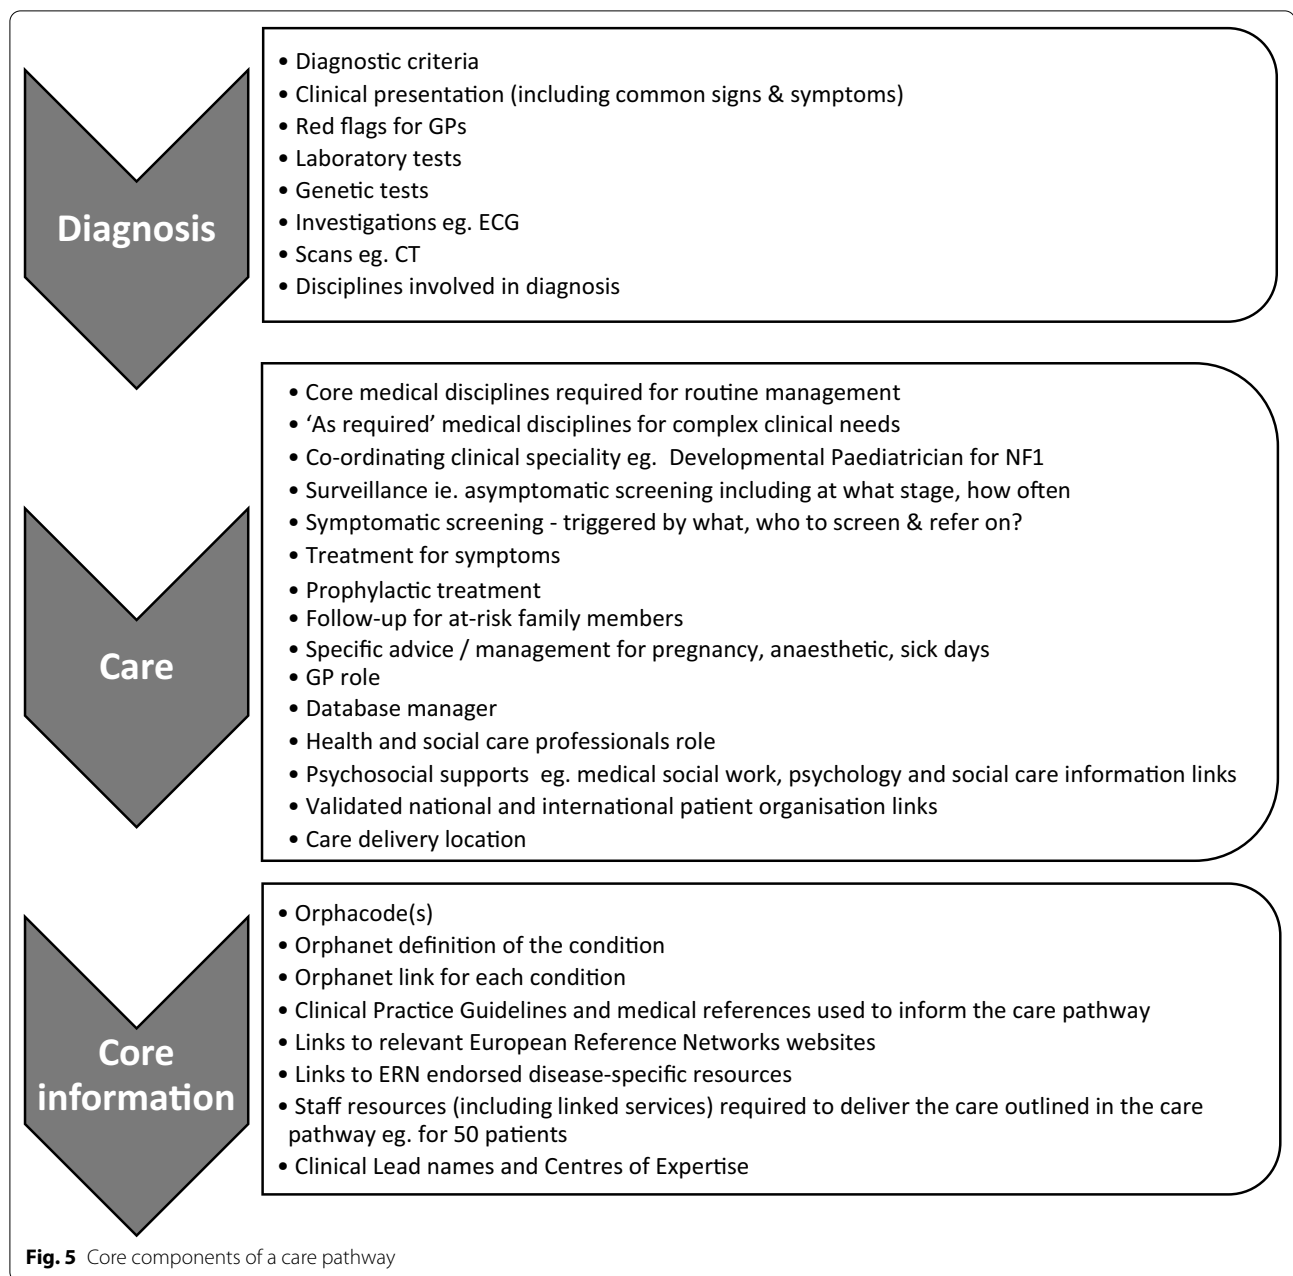 Diagnosis
• Diagnostic criteria
• Clinical presentation (including common signs & symptoms)
• Red flags for GPs
• Laboratory tests
• Genetic tests
• Investigations eg. ECG
• Scans eg. CT
• Disciplines involved in diagnosis
Care
• Core medical disciplines required for routine management
• ‘As required’ medical disciplines for complex clinical needs
• Co-ordinating clinical speciality eg. Developmental Paediatrician for NF1
• Surveillance ie. asymptomatic screening including at what stage, how often
• Symptomatic screening - triggered by what, who to screen & refer on?
• Treatment for symptoms
• Prophylactic treatment
• Follow-up for at-risk family members
• Specific advice / management for pregnancy, anaesthetic, sick days
• GP role
• Database manager
• Health and social care professionals role
• Psychosocial supports eg. medical social work, psychology and social care information links
• Validated national and international patient organisation links
• Care delivery location
Core
information
• Orphacode(s)
• Orphanet definition of the condition
• Orphanet link for each condition
• Clinical Practice Guidelines and medical references used to inform the care pathway
• Links to relevant European Reference Networks websites
• Links to ERN endorsed disease-specific resources
• Staff resources (including linked services) required to deliver the care outlined in the care
pathway eg. for 50 patients
• Clinical Lead names and Centres of Expertise
Fig. 5 Core components of a care pathway